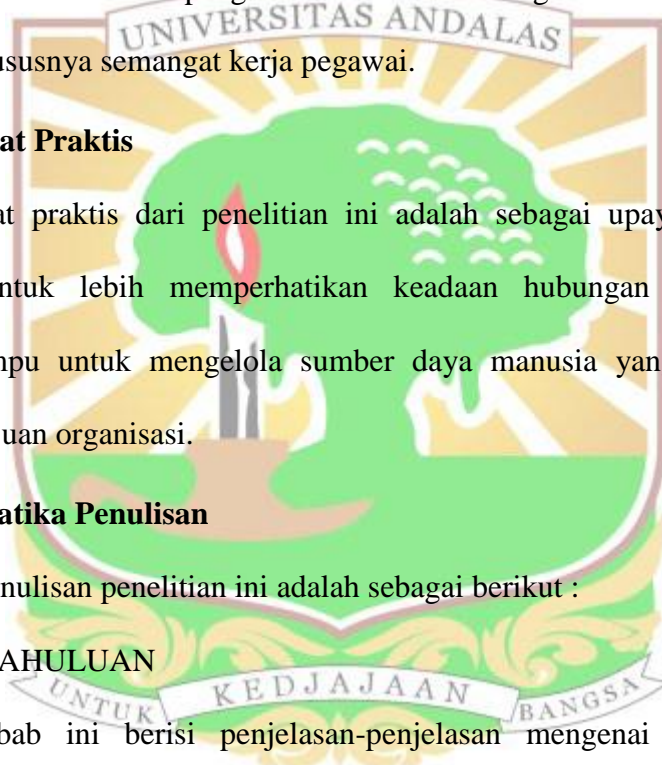 UNIVERSITAS ANDALAS
ususnya semangat kerja pegawai.
at Praktis
at praktis dari penelitian ini adalah sebagai upay
ntuk lebih memperhatikan keadaan hubungan
mpu untuk mengelola sumber daya manusia yan
uan organisasi.
atika Penulisan
nulisan penelitian ini adalah sebagai berikut :
AHULUAN
UNTUK KEDJAJAAN BANGSA
bab ini berisi penjelasan-penjelasan mengenai